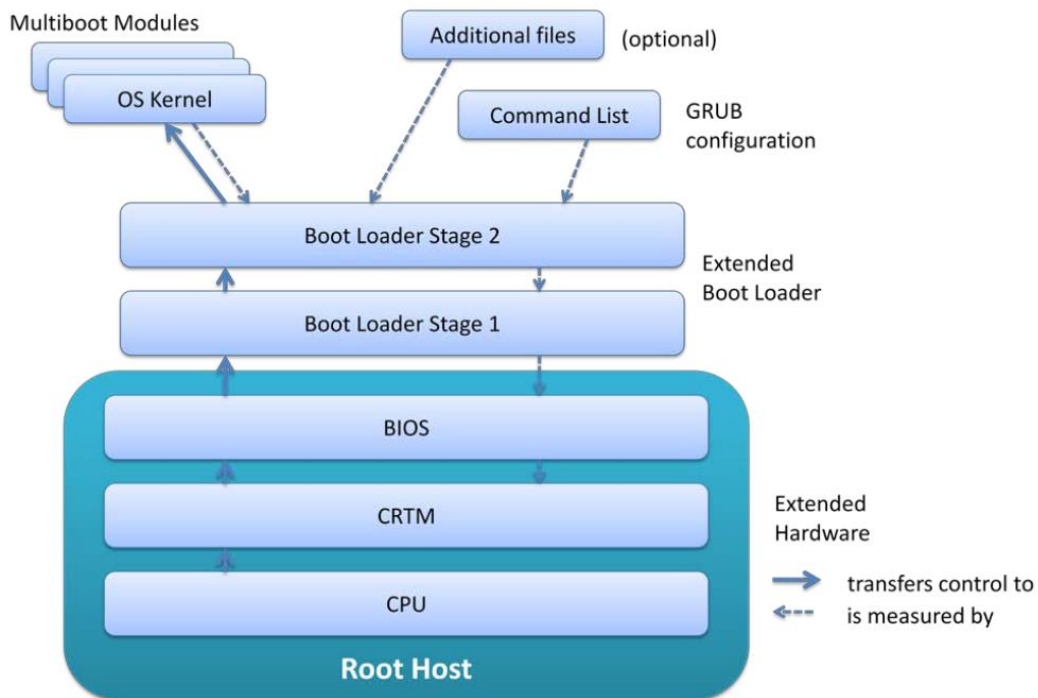 Multiboot Modules
OS Kernel
Additional files
(optional)
Command List
GRUB
configuration
Boot Loader Stage 2
Extended
Boot Loader
Boot Loader Stage 1
BIOS
CRTM
Extended
Hardware
CPU
transfers control to
is measured by
Root Host